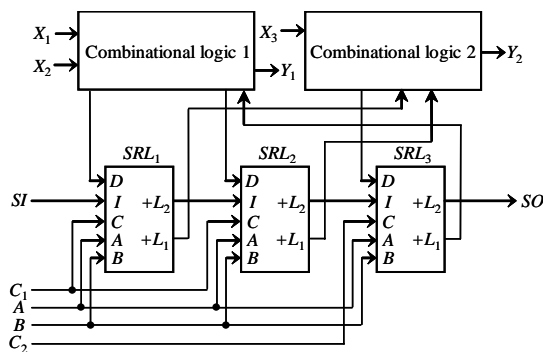 X1
X2
Combinational logic 1
Y1
X3
Combinational logic 2
Y2
SRL1
SRL2
SRL3
SI
D
I
C
A
B
+L2
+L1
D
I
C
A
B
+L2
+L1
D
I
C
A
B
+L2
+L1
SO
C1
A
B
C2